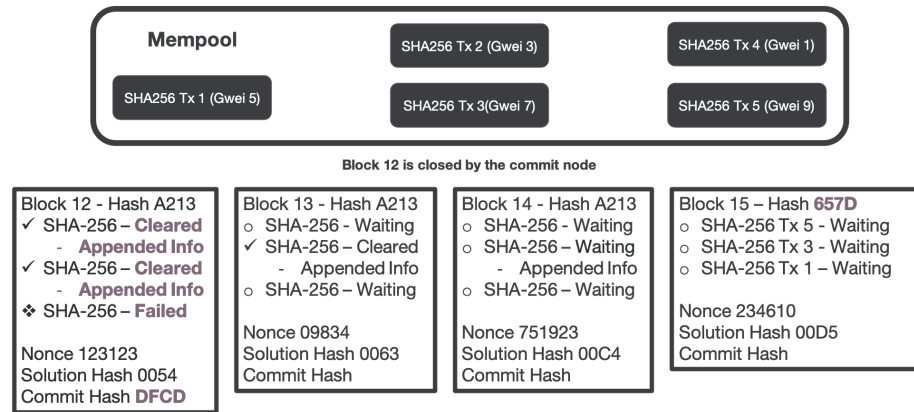 Mempool
SHA256 Tx 1 (Gwei 5)
SHA256 Tx 2 (Gwei 3)
SHA256 Tx 3(Gwei 7)
SHA256 Tx 4 (Gwei 1)
SHA256 Tx 5 (Gwei 9)
Block 12 is closed by the commit node
Block 12 - Hash A213
✓ SHA-256 – Cleared
- Appended Info
✓ SHA-256 – Cleared
- Appended Info
❖ SHA-256 – Failed
Nonce 123123
Solution Hash 0054
Commit Hash DFCD
Block 13 - Hash A213
o SHA-256 - Waiting
✓ SHA-256 – Cleared
- Appended Info
o SHA-256 – Waiting
Nonce 09834
Solution Hash 0063
Commit Hash
Block 14 - Hash A213
o SHA-256 - Waiting
o SHA-256 – Waiting
- Appended Info
o SHA-256 – Waiting
Nonce 751923
Solution Hash 00C4
Commit Hash
Block 15 – Hash 657D
o SHA-256 Tx 5 - Waiting
o SHA-256 Tx 3 - Waiting
o SHA-256 Tx 1 – Waiting
Nonce 234610
Solution Hash 00D5
Commit Hash